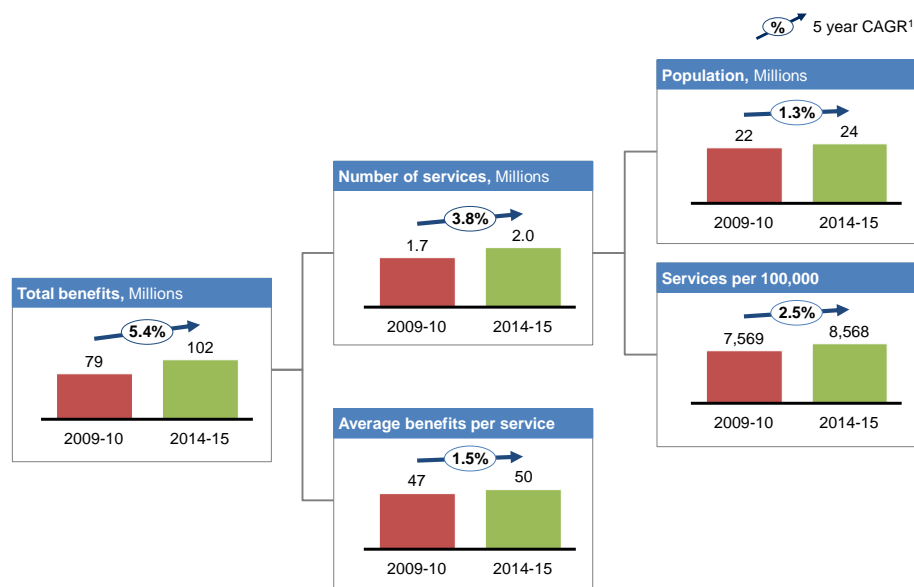 % 5 year CAGR1
Population, Millions
1.3%
22 24
2009-10 2014-15
Number of services, Millions
3.8%
1.7 2.0
2009-10 2014-15
Services per 100,000
2.5%
7,569 8,568
2009-10 2014-15
Total benefits, Millions
5.4%
79 102
2009-10 2014-15
Average benefits per service
1.5%
47 50
2009-10 2014-15